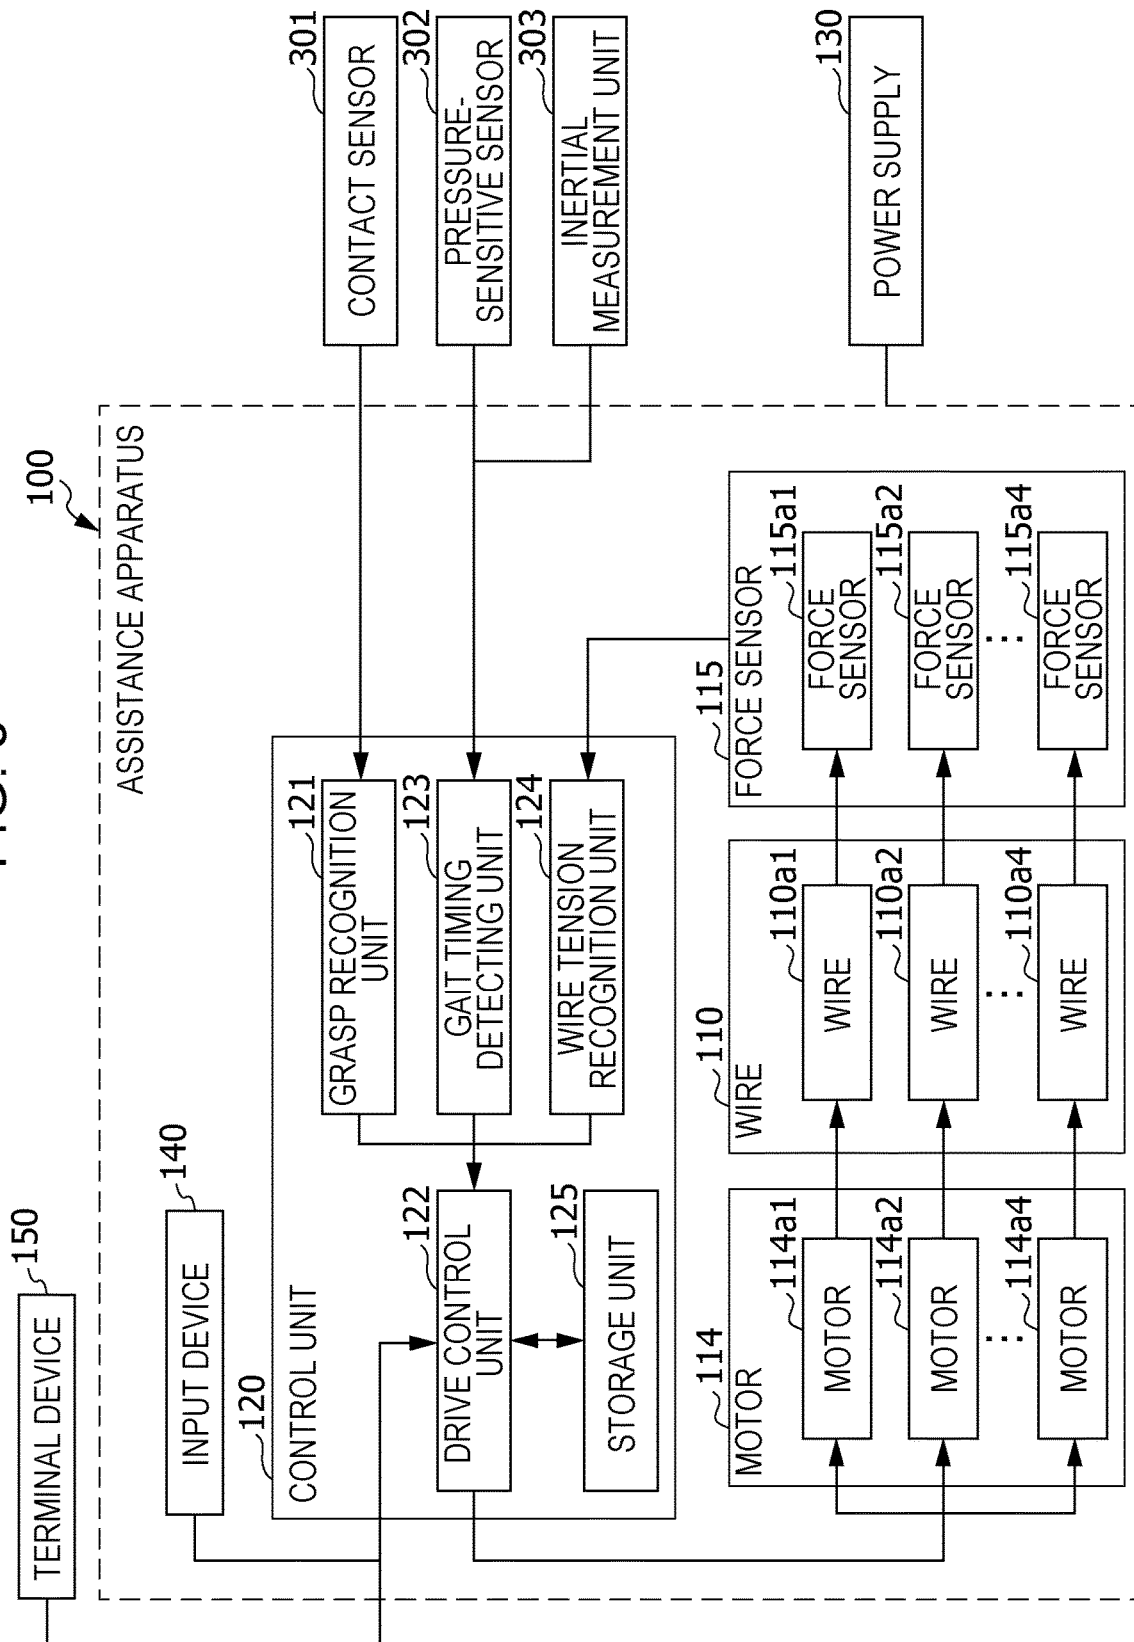 FIG.
TERMINAL DEVICE
150
100
ASSISTANCE APPARATUS
INPUT DEVICE
140
120
CONTROL UNIT
121
GRASP RECOGNITION
UNIT
301
CONTACT SENSOR
122
DRIVE CONTROL
UNIT
123
GAIT TIMING
DETECTING UNIT
302
PRESSURE-
SENSITIVE SENSOR
125
STORAGE UNIT
124
WIRE TENSION
RECOGNITION UNIT
303
INERTIAL
MEASUREMENT UNIT
114
MOTOR
110
WIRE
115
FORCE SENSOR
114a1
MOTOR
110a1
WIRE
115a1
FORCE
SENSOR
130
POWER SUPPLY
114a2
MOTOR
110a2
WIRE
115a2
FORCE
SENSOR
114a4
MOTOR
110a4
WIRE
115a4
FORCE
SENSOR